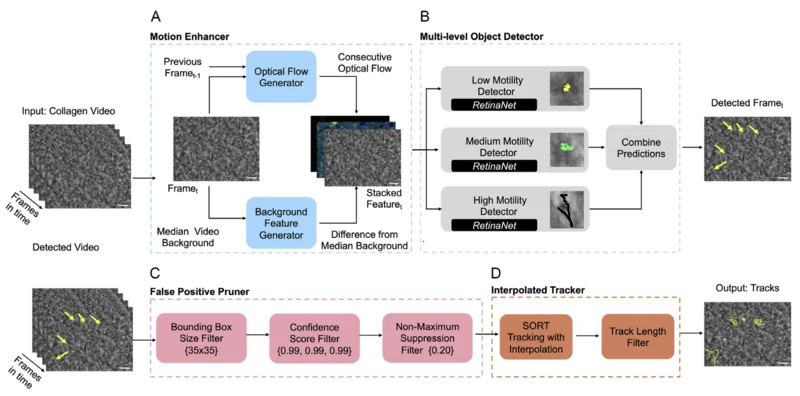 A
Motion Enhancer
Input: Collagen Video
Frames
in time
Previous
Frame t-1
Optical Flow
Generator
Consecutive
Optical Flow
Frame t
Median Video
Background
Background
Feature
Generator
Stacked
Feature t
Difference from
Median Background
B
Multi-level Object Detector
Low Motility
Detector
RetinaNet
Medium Motility
Detector
RetinaNet
High Motility
Detector
RetinaNet
Combine
Predictions
Detected Frame t
Detected Video
Frames
in time
C
False Positive Pruner
Bounding Box
Size Filter
{35x35}
Confidence
Score Filter
{0.99, 0.99, 0.99}
Non-Maximum
Suppression
Filter {0.20}
D
Interpolated Tracker
SORT
Tracking with
Interpolation
Track Length
Filter
Output: Tracks